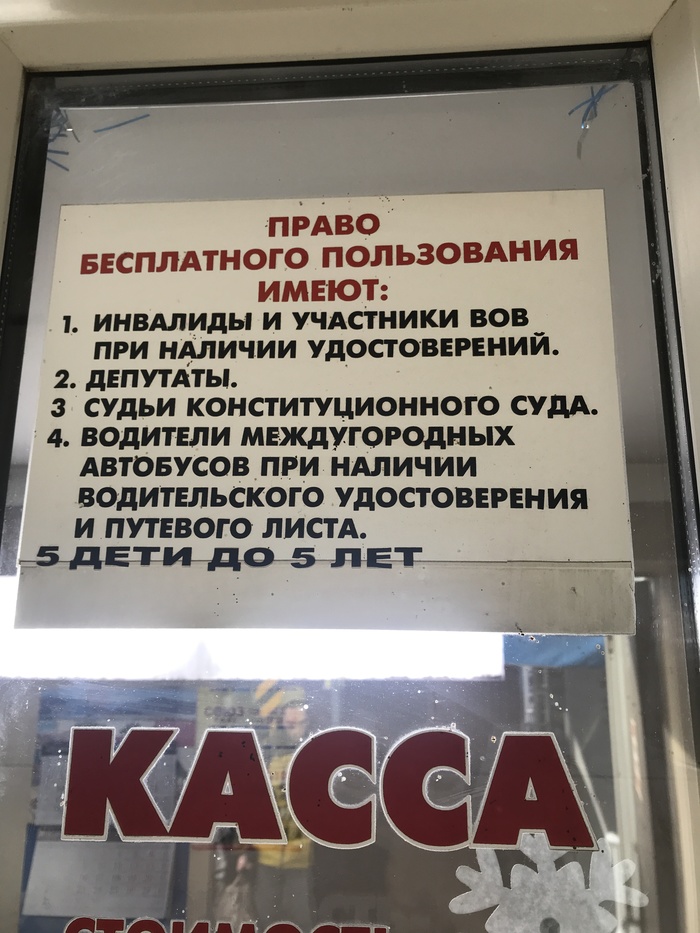 ПРАВО
БЕСПЛАТНОГО ПОЛЬЗОВАНИЯ
ИМЕЮТ:
1. ИНВАЛИДЫ И УЧАСТНИКИ ВОВ
ПРИ НАЛИЧИИ УДОСТОВЕРЕНИЙ.
2. ДЕПУТАТЫ.
3 СУДЬИ КОНСТИТУЦИОННОГО СУДА.
4. ВОДИТЕЛИ МЕЖДУГОРОДНЫХ
АВТОБУСОВ ПРИ НАЛИЧИИ
ВОДИТЕЛЬСКОГО УДОСТОВЕРЕНИЯ
И ПУТЕВОГО ЛИСТА.
5 ДЕТИ ДО 5 ЛЕТ
КАССА
СТОИМОСТЬ